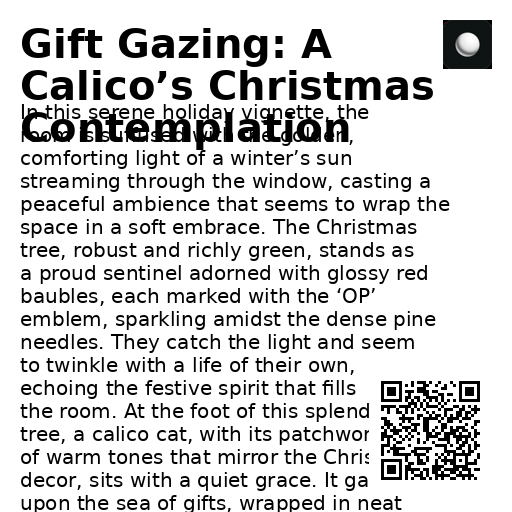 Gift Gazing: A
Calico’s Christmas
Contemplation
In this serene holiday vignette, the
room is suffused with the golden,
comforting light of a winter’s sun
streaming through the window, casting a
peaceful ambience that seems to wrap the
space in a soft embrace. The Christmas
tree, robust and richly green, stands as
a proud sentinel adorned with glossy red
baubles, each marked with the ‘OP’
emblem, sparkling amidst the dense pine
needles. They catch the light and seem
to twinkle with a life of their own,
echoing the festive spirit that fills
the room. At the foot of this splend
tree, a calico cat, with its patchwor
of warm tones that mirror the Chris
decor, sits with a quiet grace. It ga
upon the sea of gifts, wrapped in neat